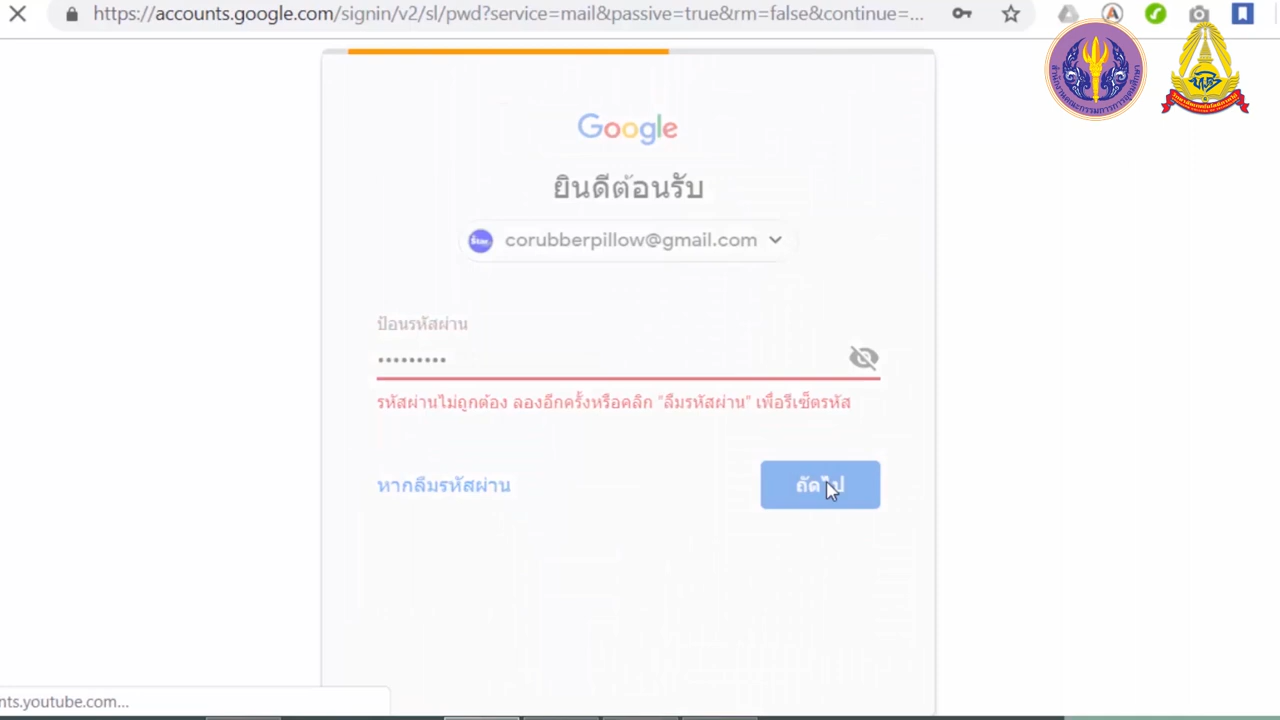 https://accounts.google.com/signin/v2/sl/pwd?service=mail&passive=true&rm=false&continue=...
Google
ยินดีต้อนรับ
corubberpillow@gmail.com
ป้อนรหัสผ่าน
•••••••••
รหัสผ่านไม่ถูกต้อง ลองอีกครั้งหรือคลิก "ลืมรหัสผ่าน" เพื่อรีเซ็ตรหัส
หากลืมรหัสผ่าน
ถัดไป
nts.youtube.com...